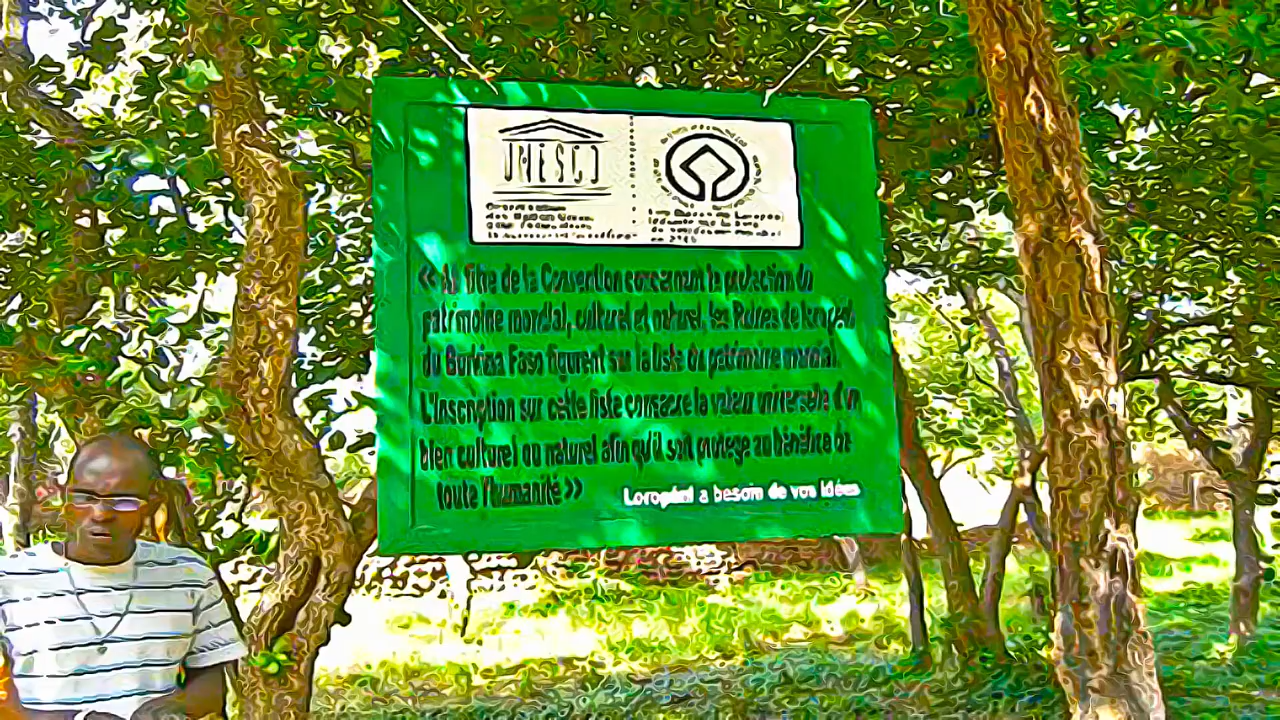 UNESCO
« Au titre de la Convention concernant la protection du
patrimoine mondial, culturel et naturel, les Ruines de Loropéni
du Burkina Faso figurent sur la liste du patrimoine mondial.
L'inscription sur cette liste consacre la valeur universelle d'un
bien culturel ou naturel afin qu'il soit protégé au bénéfice de
toute l'humanité »
Loropéni a besoin de vos idées